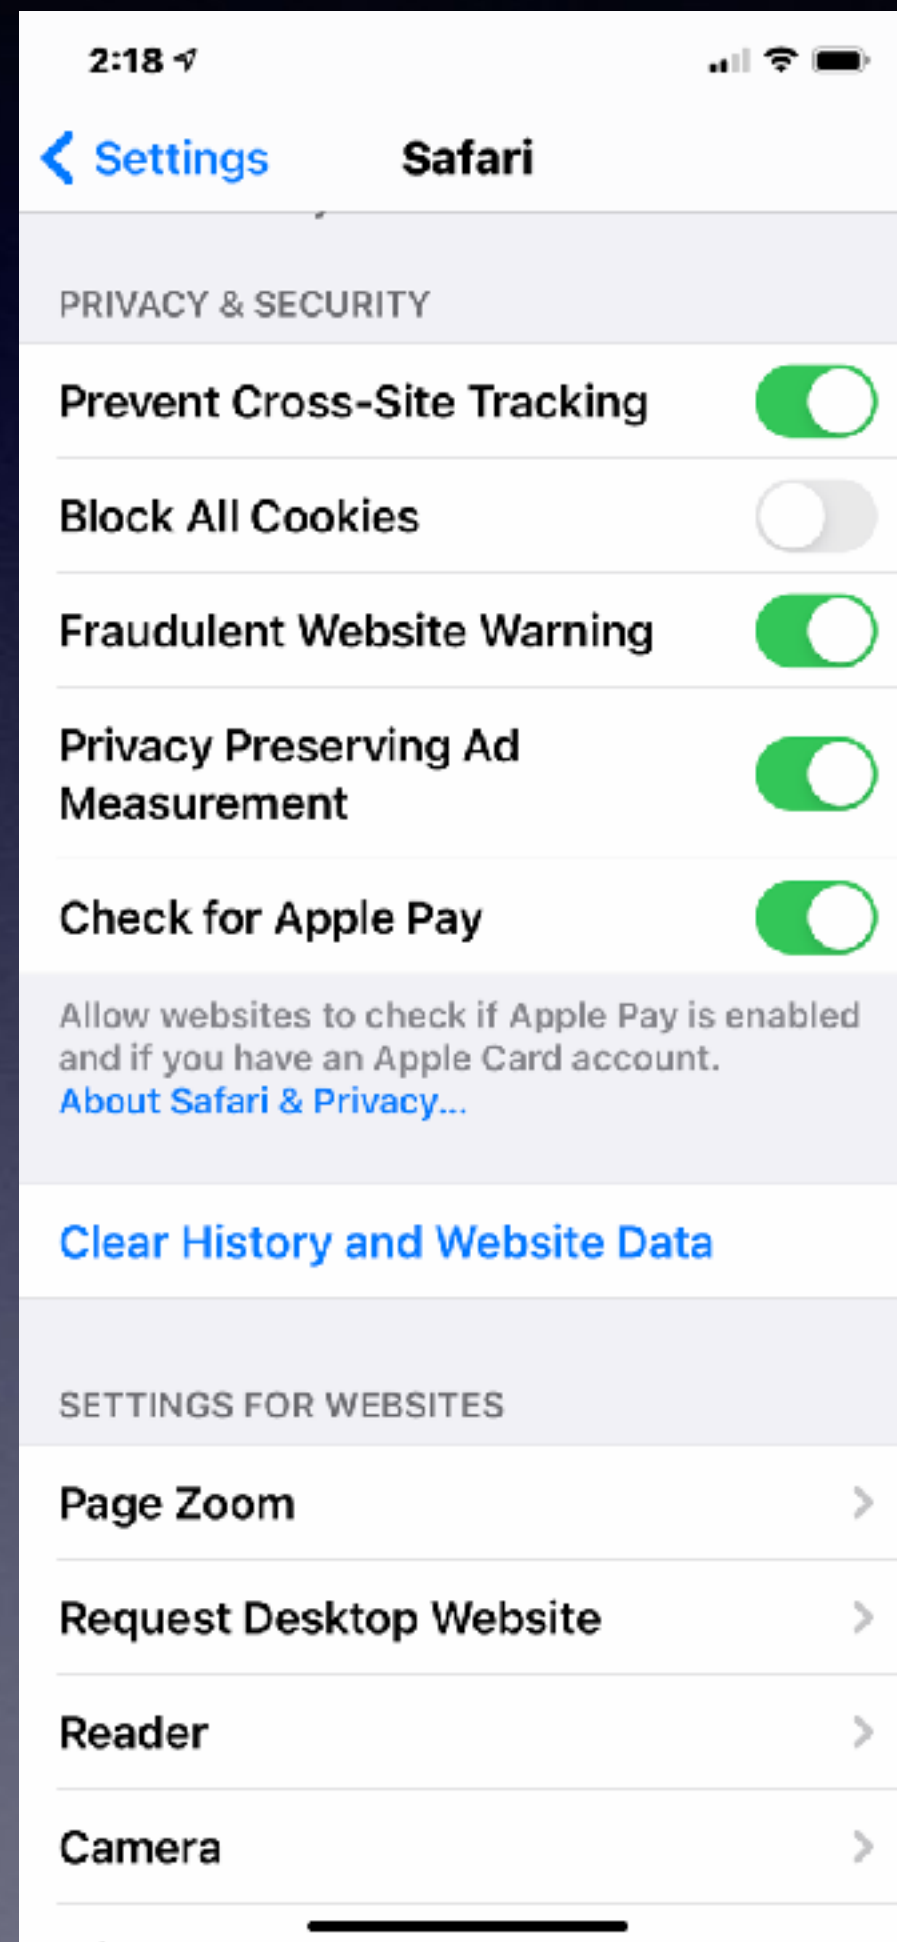 2:18
Settings
Safari
PRIVACY & SECURITY
Prevent Cross-Site Tracking
Block All Cookies
Fraudulent Website Warning
Privacy Preserving Ad
Measurement
Check for Apple Pay
Allow websites to check if Apple Pay is enabled
and if you have an Apple Card account.
About Safari & Privacy...
Clear History and Website Data
SETTINGS FOR WEBSITES
Page Zoom
Request Desktop Website
Reader
Camera